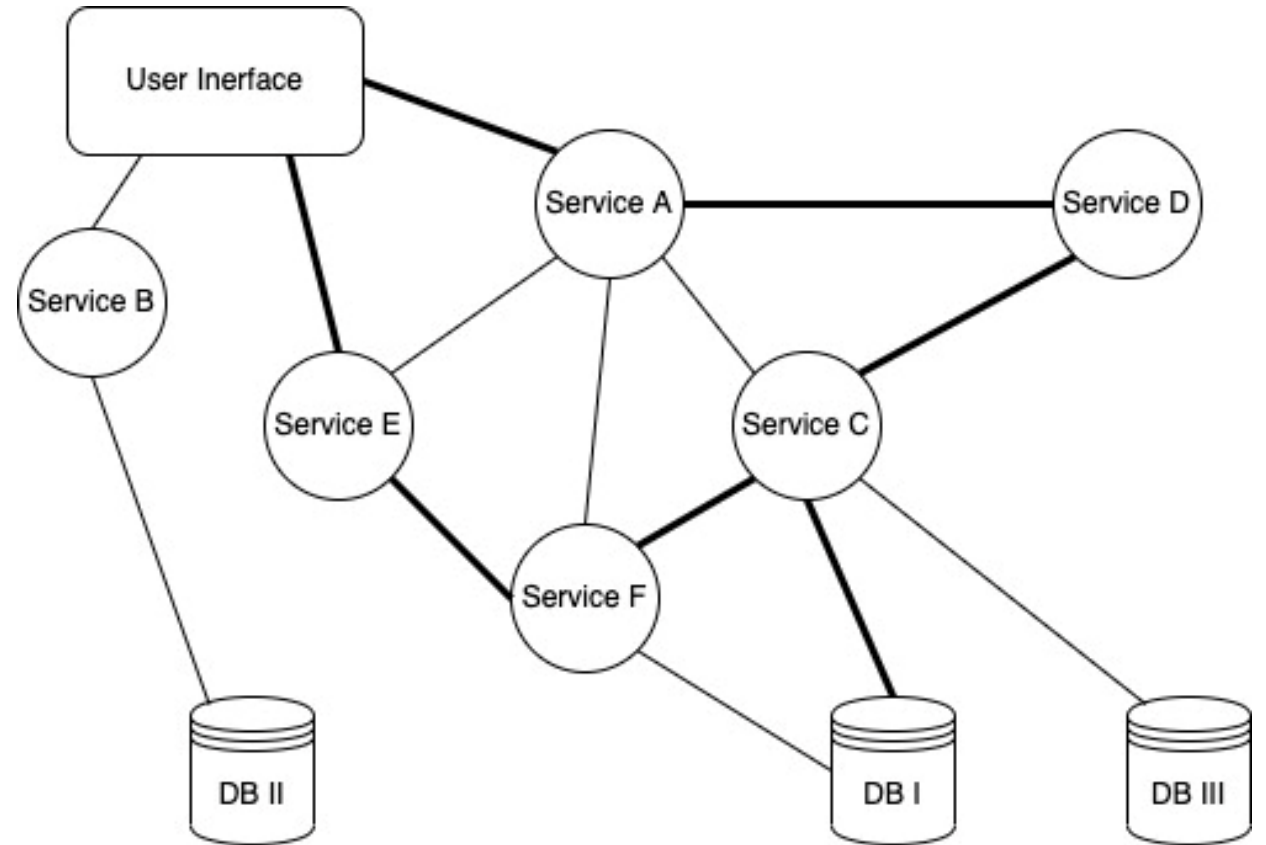 User Inerface
Service A
Service D
Service B
Service E
Service C
Service F
DB II
DB I
DB III